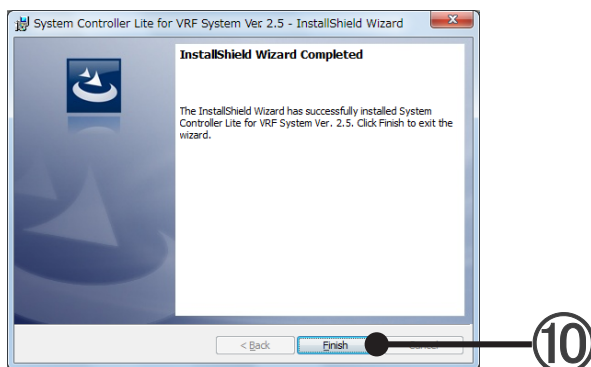 System Controller Lite for VRF System Ver. 2.5 - InstallShield Wizard
InstallShield Wizard Completed
The InstallShield Wizard has successfully installed System
Controller Lite for VRF System Ver. 2.5. Click Finish to exit the
wizard.
< Back
Finish
⑩